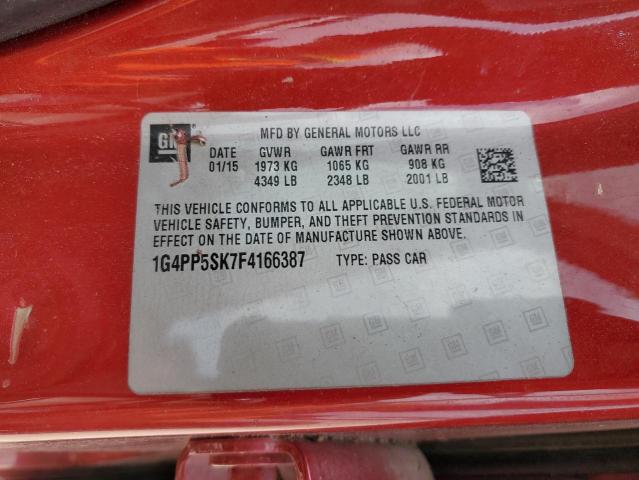 GM
MFD BY GENERAL MOTORS LLC
DATE GVWR GAWR FRT GAWR RR
01/15 1973 KG 1065 KG 908 KG
4349 LB 2348 LB 2001 LB
THIS VEHICLE CONFORMS TO ALL APPLICABLE U.S. FEDERAL MOTOR
VEHICLE SAFETY, BUMPER, AND THEFT PREVENTION STANDARDS IN
EFFECT ON THE DATE OF MANUFACTURE SHOWN ABOVE.
1G4PP5SK7F4166387 TYPE: PASS CAR